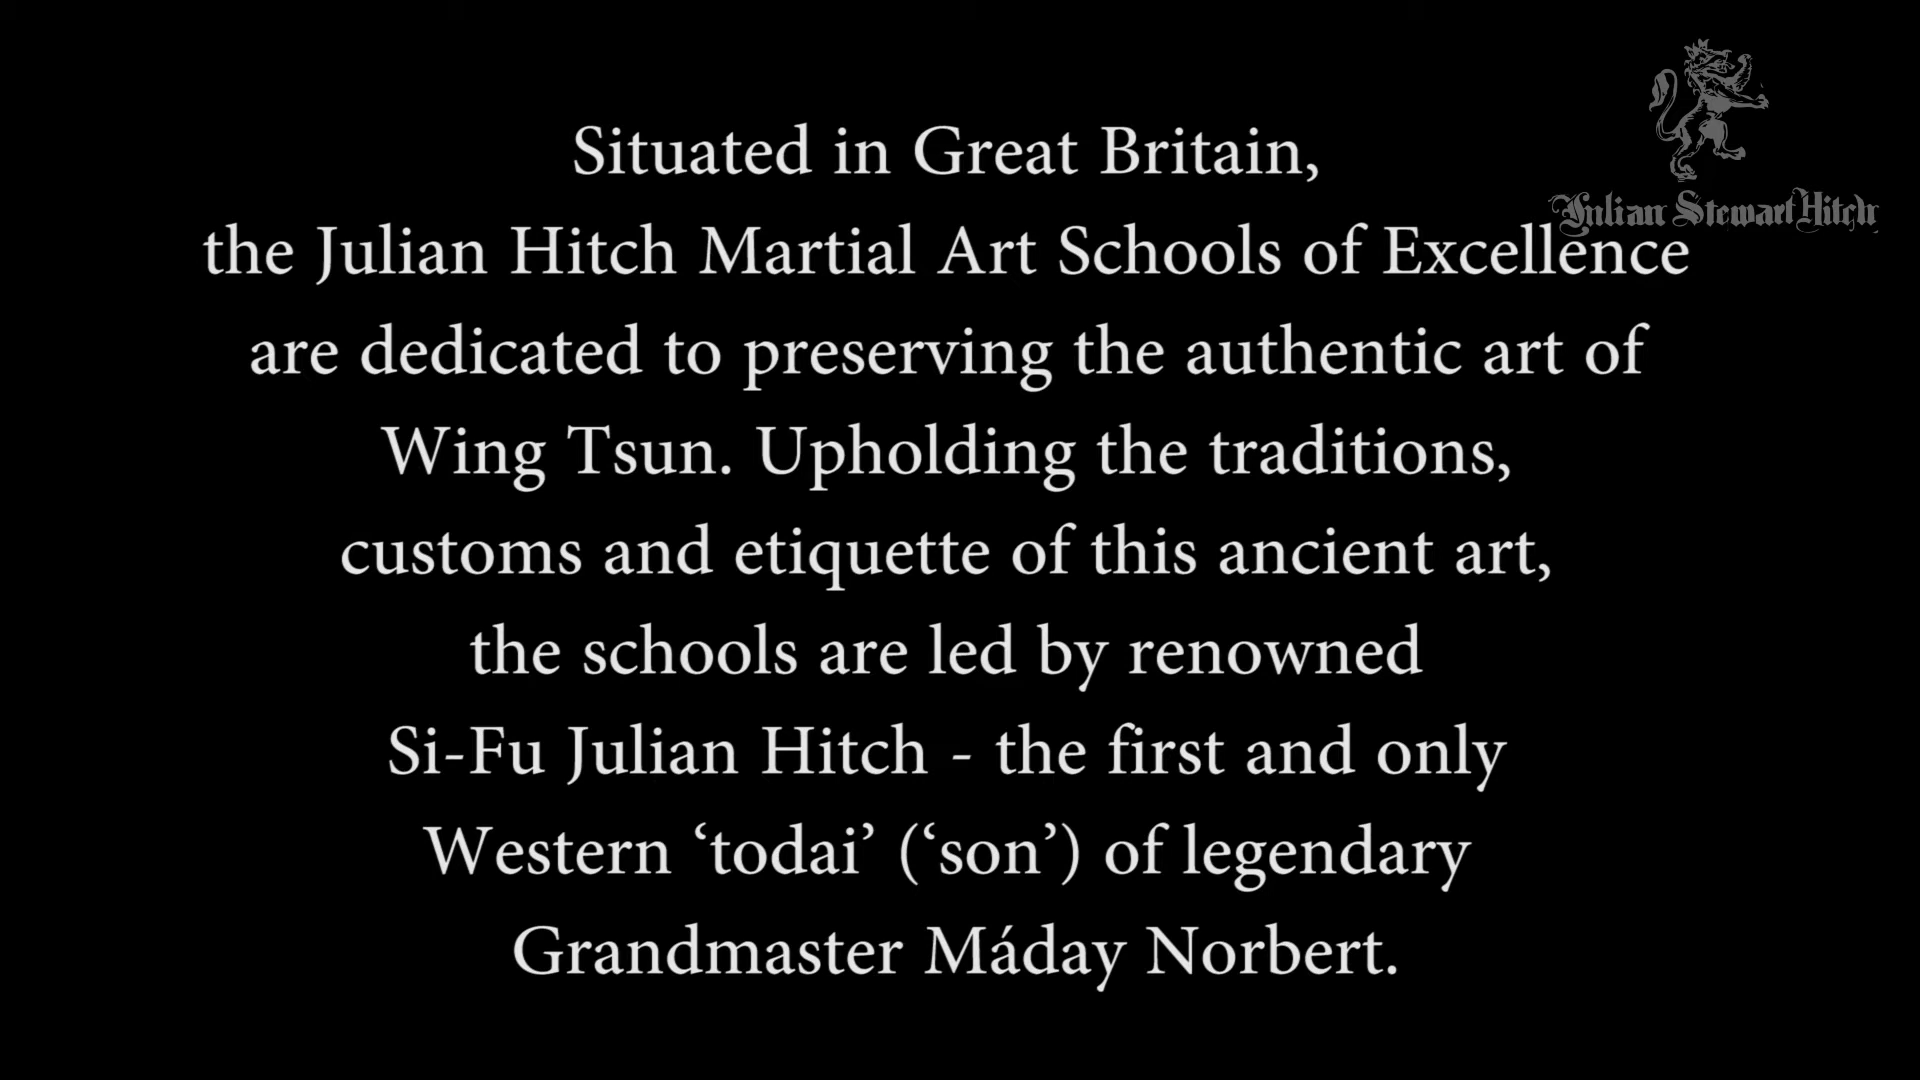 Julian Stewart Hitch
Situated in Great Britain,
the Julian Hitch Martial Art Schools of Excellence
are dedicated to preserving the authentic art of
Wing Tsun. Upholding the traditions,
customs and etiquette of this ancient art,
the schools are led by renowned
Si-Fu Julian Hitch - the first and only
Western ‘todai’ (‘son’) of legendary
Grandmaster Máday Norbert.